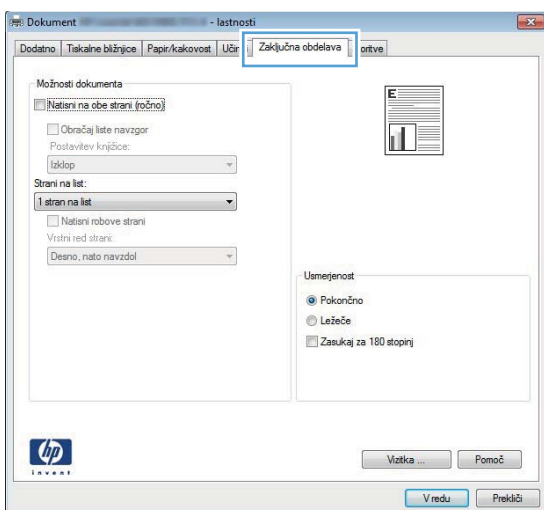 Dokument - lastnosti
Dodatno Tiskalne bližnjice Papir/kakovost Zaključna obdelava
Možnosti dokumenta
Natisni na obe strani (ročno)
Obračaj liste navzgor
Postavitev knjižice:
Izklop
Strani na list:
1 stran na list
Natisni robove strani
Vrstni red strani:
Desno, nato navzdol
E
Usmerjenost
Pokončno
Ležeče
Zasukaj za 180 stopinj
hp
invent
Vizitka ... Pomoč
V redu Prekliči